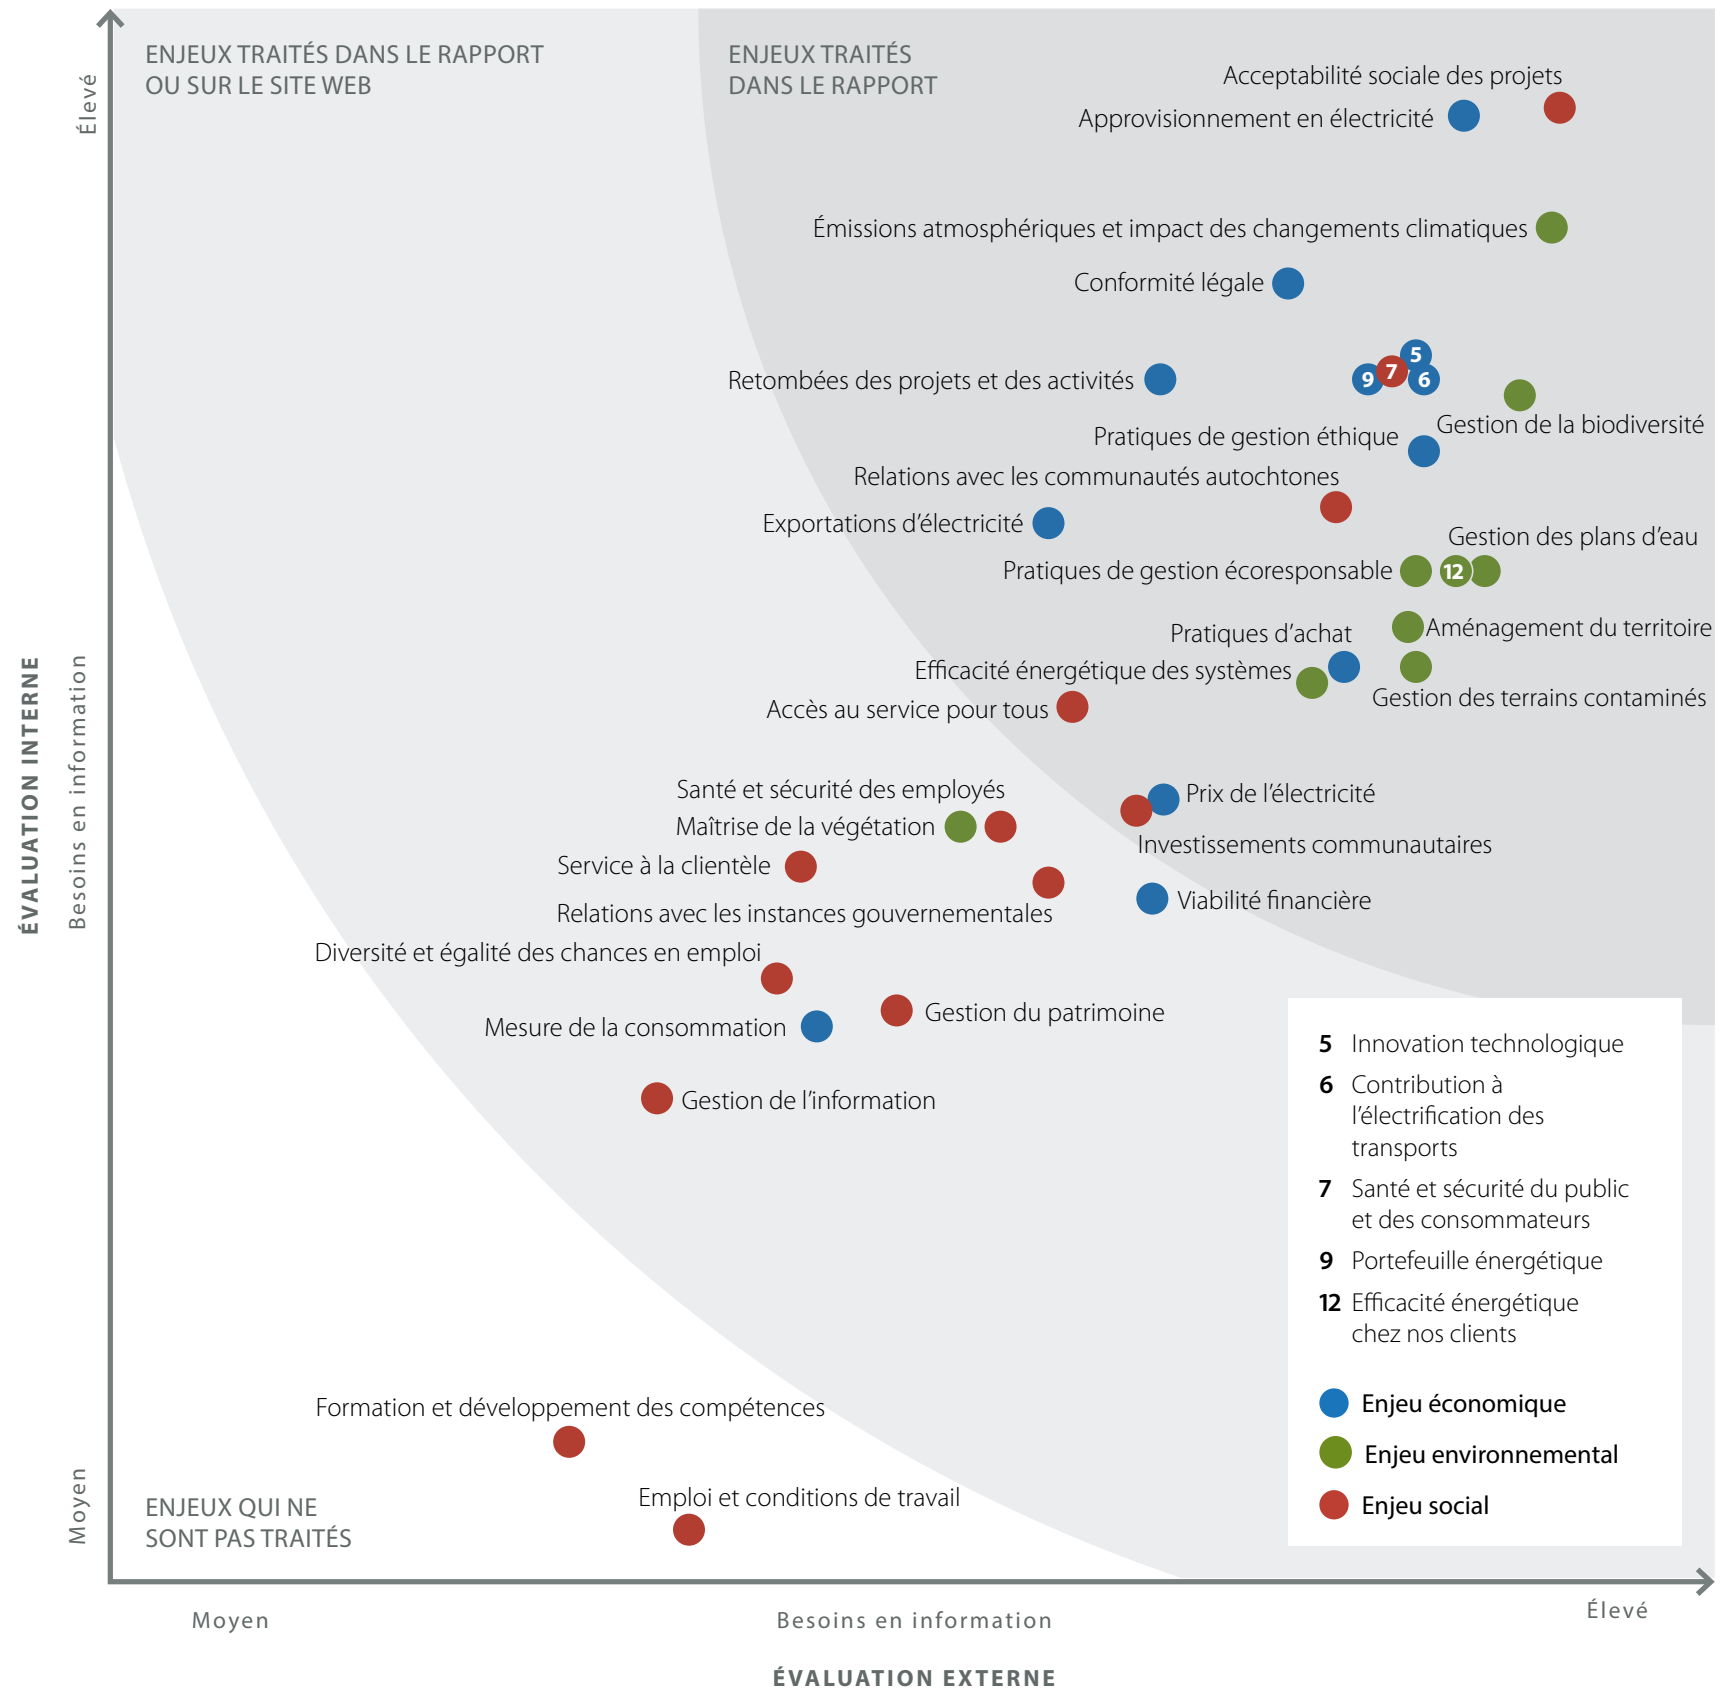 ENJEUX TRAITÉS DANS LE RAPPORT
OU SUR LE SITE WEB
ENJEUX TRAITÉS
DANS LE RAPPORT
Élevé
Acceptabilité sociale des projets
Approvisionnement en électricité
Émissions atmosphériques et impact des changements climatiques
Conformité légale
5
Retombées des projets et des activités
9
7
6
Gestion de la biodiversité
Pratiques de gestion éthique
Relations avec les communautés autochtones
Exportations d'électricité
Gestion des plans d'eau
Pratiques de gestion écoresponsable
12
Aménagement du territoire
Pratiques d'achat
Efficacité énergétique des systèmes
Gestion des terrains contaminés
Accès au service pour tous
ÉVALUATION INTERNE
Besoins en information
Santé et sécurité des employés
Prix de l'électricité
Maîtrise de la végétation
Investissements communautaires
Service à la clientèle
Viabilité financière
Relations avec les instances gouvernementales
Diversité et égalité des chances en emploi
Gestion du patrimoine
Mesure de la consommation
Gestion de l'information
5 Innovation technologique
6 Contribution à
l'électrification des
transports
7 Santé et sécurité du public
et des consommateurs
9 Portefeuille énergétique
12 Efficacité énergétique
chez nos clients
Enjeu économique
Enjeu environnemental
Enjeu social
Formation et développement des compétences
Emploi et conditions de travail
Moyen
ENJEUX QUI NE
SONT PAS TRAITÉS
Moyen
Besoins en information
Élevé
ÉVALUATION EXTERNE